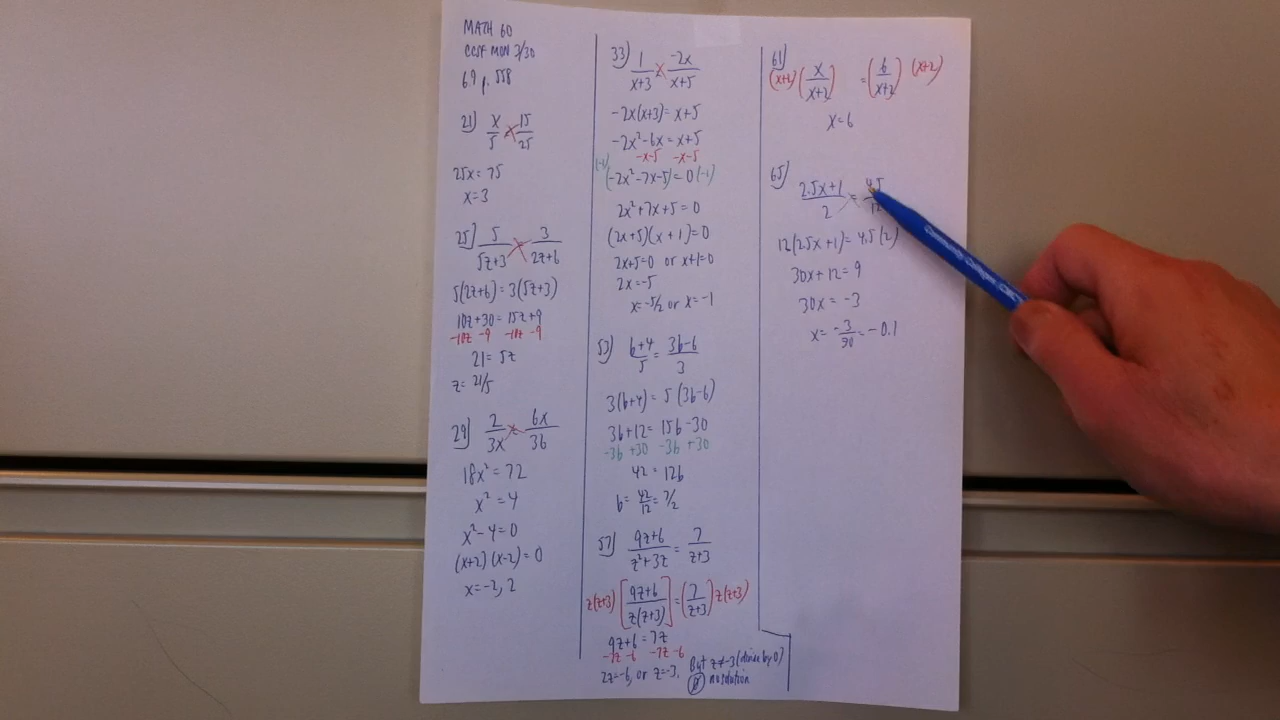 MATH 60
CCSF MON 3/30
6.9 p. 558
21) x/5 = 15/25
25x = 75
x = 3
25) 5/(5z+3) = 3/(2z+6)
5(2z+6) = 3(5z+3)
10z+30 = 15z+9
-10z -9 -10z -9
21 = 5z
z = 21/5
29) 2/3x = 6x/36
18x² = 72
x² = 4
x² - 4 = 0
(x+2)(x-2) = 0
x = -2, 2
33) 1/(x+3) = -2x/(x+5)
-2x(x+3) = x+5
-2x² - 6x = x+5
-x-5 -x-5
(-1)(-2x² - 7x - 5) = 0(-1)
2x² + 7x + 5 = 0
(2x+5)(x+1) = 0
2x+5=0 or x+1=0
2x = -5
x = -5/2 or x = -1
53) (b+4)/5 = (3b-6)/3
3(b+4) = 5(3b-6)
3b+12 = 15b-30
-3b +30 -3b +30
42 = 12b
b = 42/12 = 7/2
57) (9z+6)/(z²+3z) = 7/(z+3)
z(z+3) [(9z+6)/z(z+3)] = (7/(z+3)) z(z+3)
9z+6 = 7z
-7z -6 -7z -6
2z = -6, or z = -3. But z ≠ -3 (divide by 0)
Ø no solution
61)
(x+2)(x/(x+2)) = (6/(x+2))(x+2)
x = 6
65) (2.5x+1)/2 = 4.5/12
12(2.5x+1) = 4.5(2)
30x+12 = 9
30x = -3
x = -3/30 = -0.1
Community College